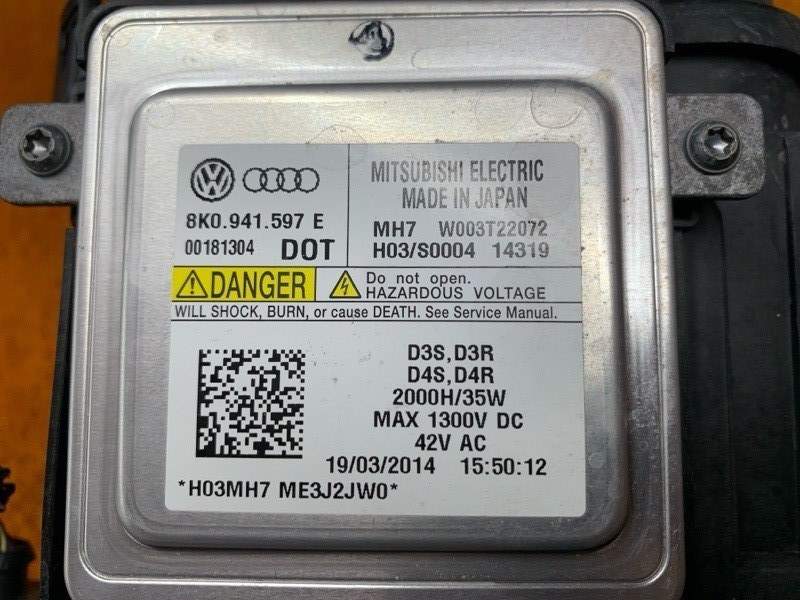 MITSUBISHI ELECTRIC
MADE IN JAPAN
8K0.941.597 E
00181304 DOT
MH7 W003T22072
H03/S0004 14319
DANGER
Do not open.
HAZARDOUS VOLTAGE
WILL SHOCK, BURN, or cause DEATH. See Service Manual.
D3S,D3R
D4S,D4R
2000H/35W
MAX 1300V DC
42V AC
19/03/2014 15:50:12
*H03MH7 ME3J2JW0*